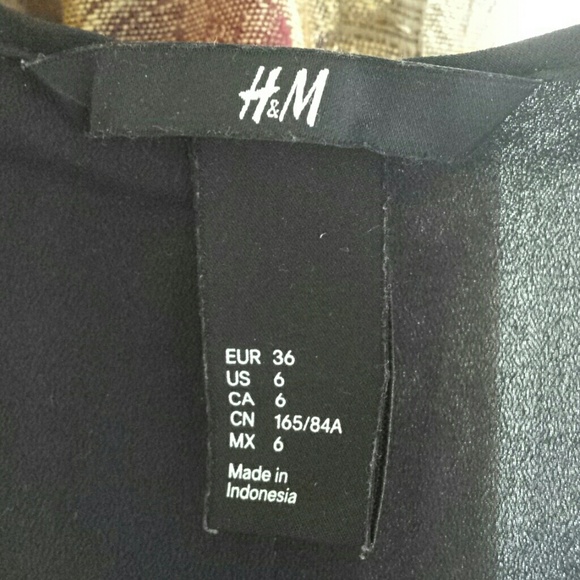 H&M
EUR 36
US 6
CA 6
CN 165/84A
MX 6
Made in
Indonesia